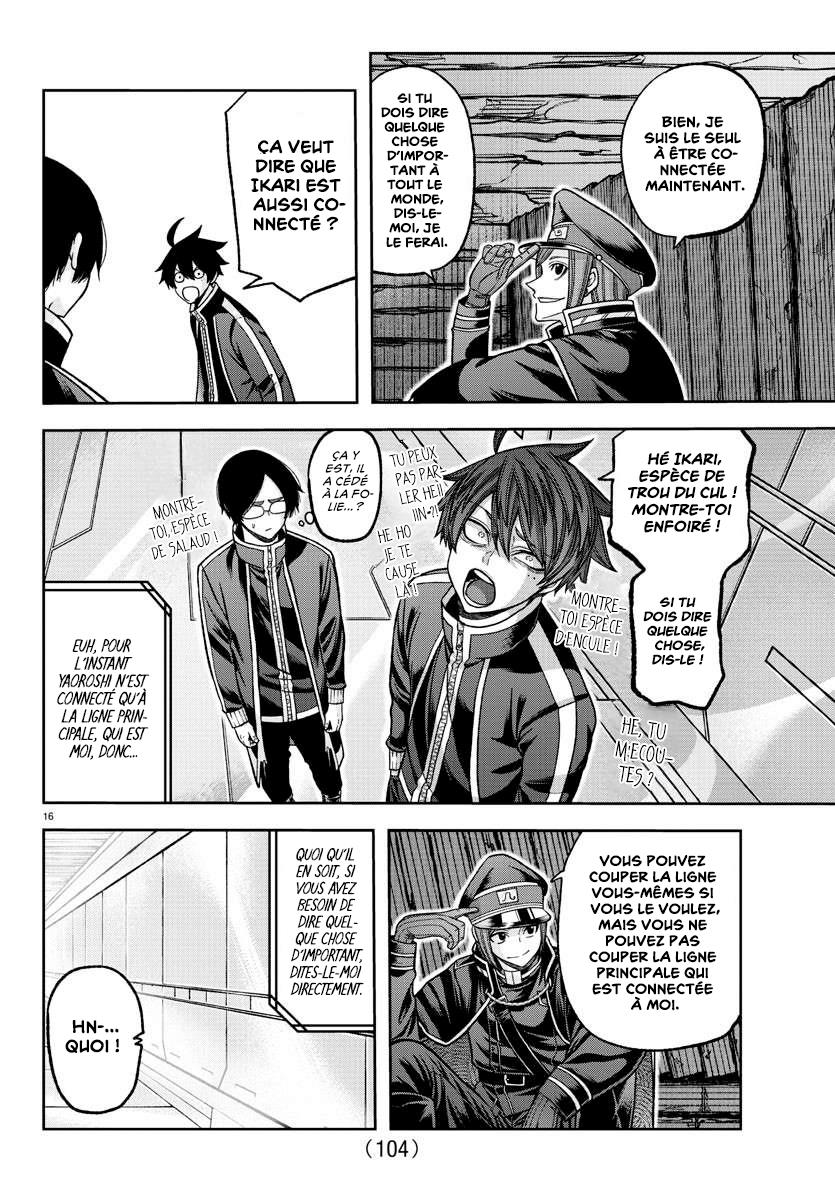 BIEN, JE
SUIS LE SEUL
À ÊTRE CO-
NNECTÉE
MAINTENANT.
SI TU
DOIS DIRE
QUELQUE
CHOSE
D'IMPOR-
TANT À
TOUT LE
MONDE,
DIS-LE-
MOI, JE
LE FERAI.
ÇA VEUT
DIRE QUE
IKARI EST
AUSSI CO-
NNECTÉ ?
HÉ IKARI,
ESPÈCE DE
TROU DU CUL !
MONTRE-TOI
ENFOIRÉ !
SI TU
DOIS DIRE
QUELQUE
CHOSE,
DIS-LE !
MONTRE-
TOI ESPÈCE
D'ENCULE !
HE, TU
M'ECOU-
TES ?
TU PEUX
PAS PAR-
LER HEIN
IN-?!
HE HO
JE TE
CAUSE
LÀ !
ÇA Y
EST, IL
A CÉDÉ
À LA FO-
LIE... ?
MONTRE-
TOI, ESPÈCE
DE SALAUD !
EUH, POUR
L'INSTANT
YAOROSHI N'EST
CONNECTÉ QU'À
LA LIGNE PRIN-
CIPALE, QUI EST
MOI, DONC...
16
VOUS POUVEZ
COUPER LA LIGNE
VOUS-MÊMES SI
VOUS LE VOULEZ,
MAIS VOUS NE
POUVEZ PAS
COUPER LA LIGNE
PRINCIPALE QUI
EST CONNECTÉE
À MOI.
QUOI QU'IL
EN SOIT, SI
VOUS AVEZ
BESOIN DE
DIRE QUEL-
QUE CHOSE
D'IMPORTANT,
DITES-LE-MOI
DIRECTEMENT.
HN-...
QUOI !
(104)